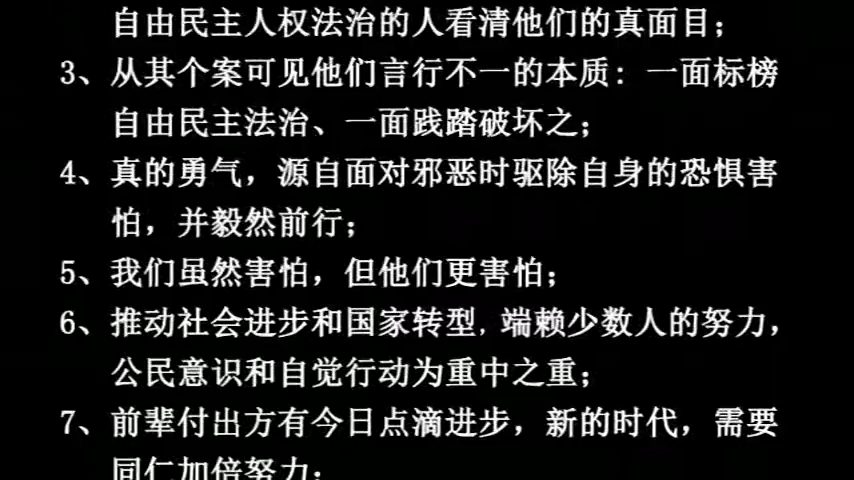 自由民主人权法治的人看清他们的真面目；
3、从其个案可见他们言行不一的本质：一面标榜
自由民主法治、一面践踏破坏之；
4、真的勇气，源自面对邪恶时驱除自身的恐惧害
怕，并毅然前行；
5、我们虽然害怕，但他们更害怕；
6、推动社会进步和国家转型,端赖少数人的努力，
公民意识和自觉行动为重中之重；
7、前辈付出方有今日点滴进步，新的时代，需要
同仁加倍努力；